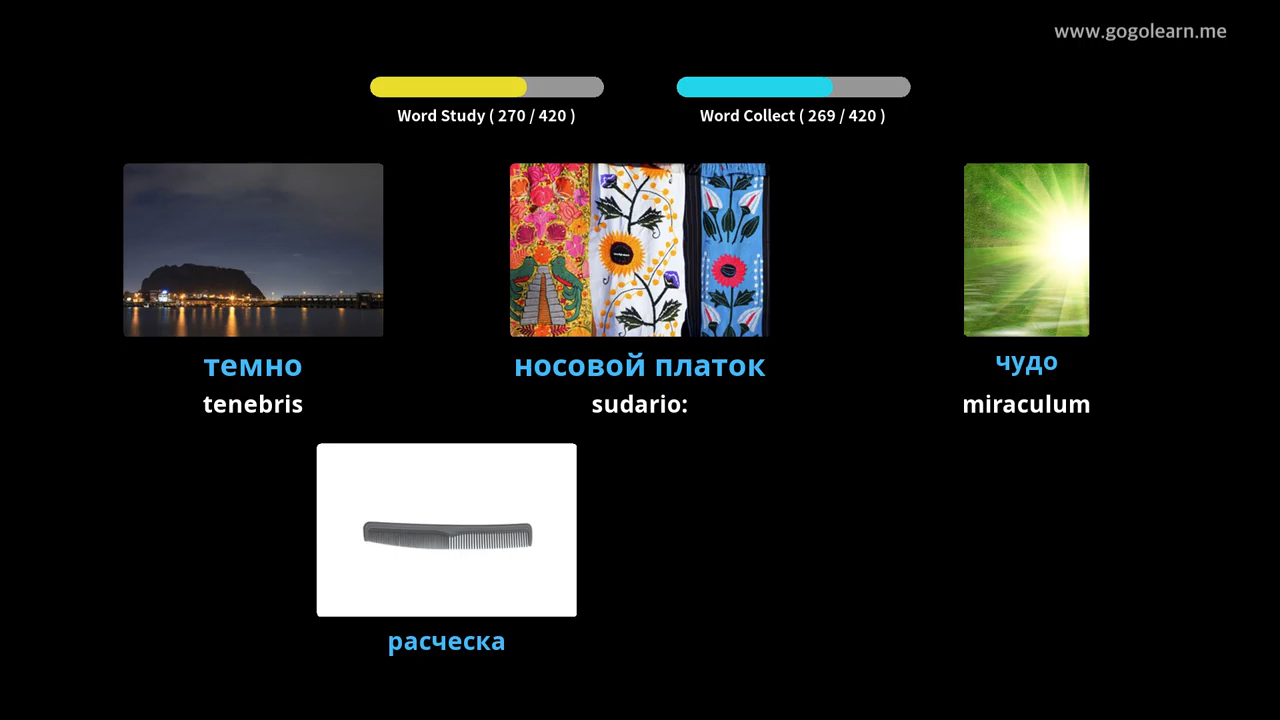 www.gogolearn.me
Word Study ( 270 / 420 )
Word Collect ( 269 / 420 )
темно
носовой платок
чудо
tenebris
sudario:
miraculum
расческа